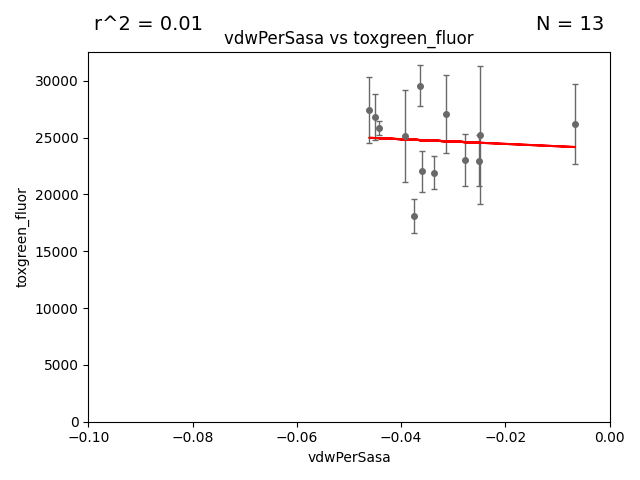 r^2 = 0.01
N = 13
vdwPerSasa vs toxgreen_fluor
30000
25000
20000
15000
10000
5000
0
toxgreen_fluor
−0.10 −0.08 −0.06 −0.04 −0.02 0.00
vdwPerSasa